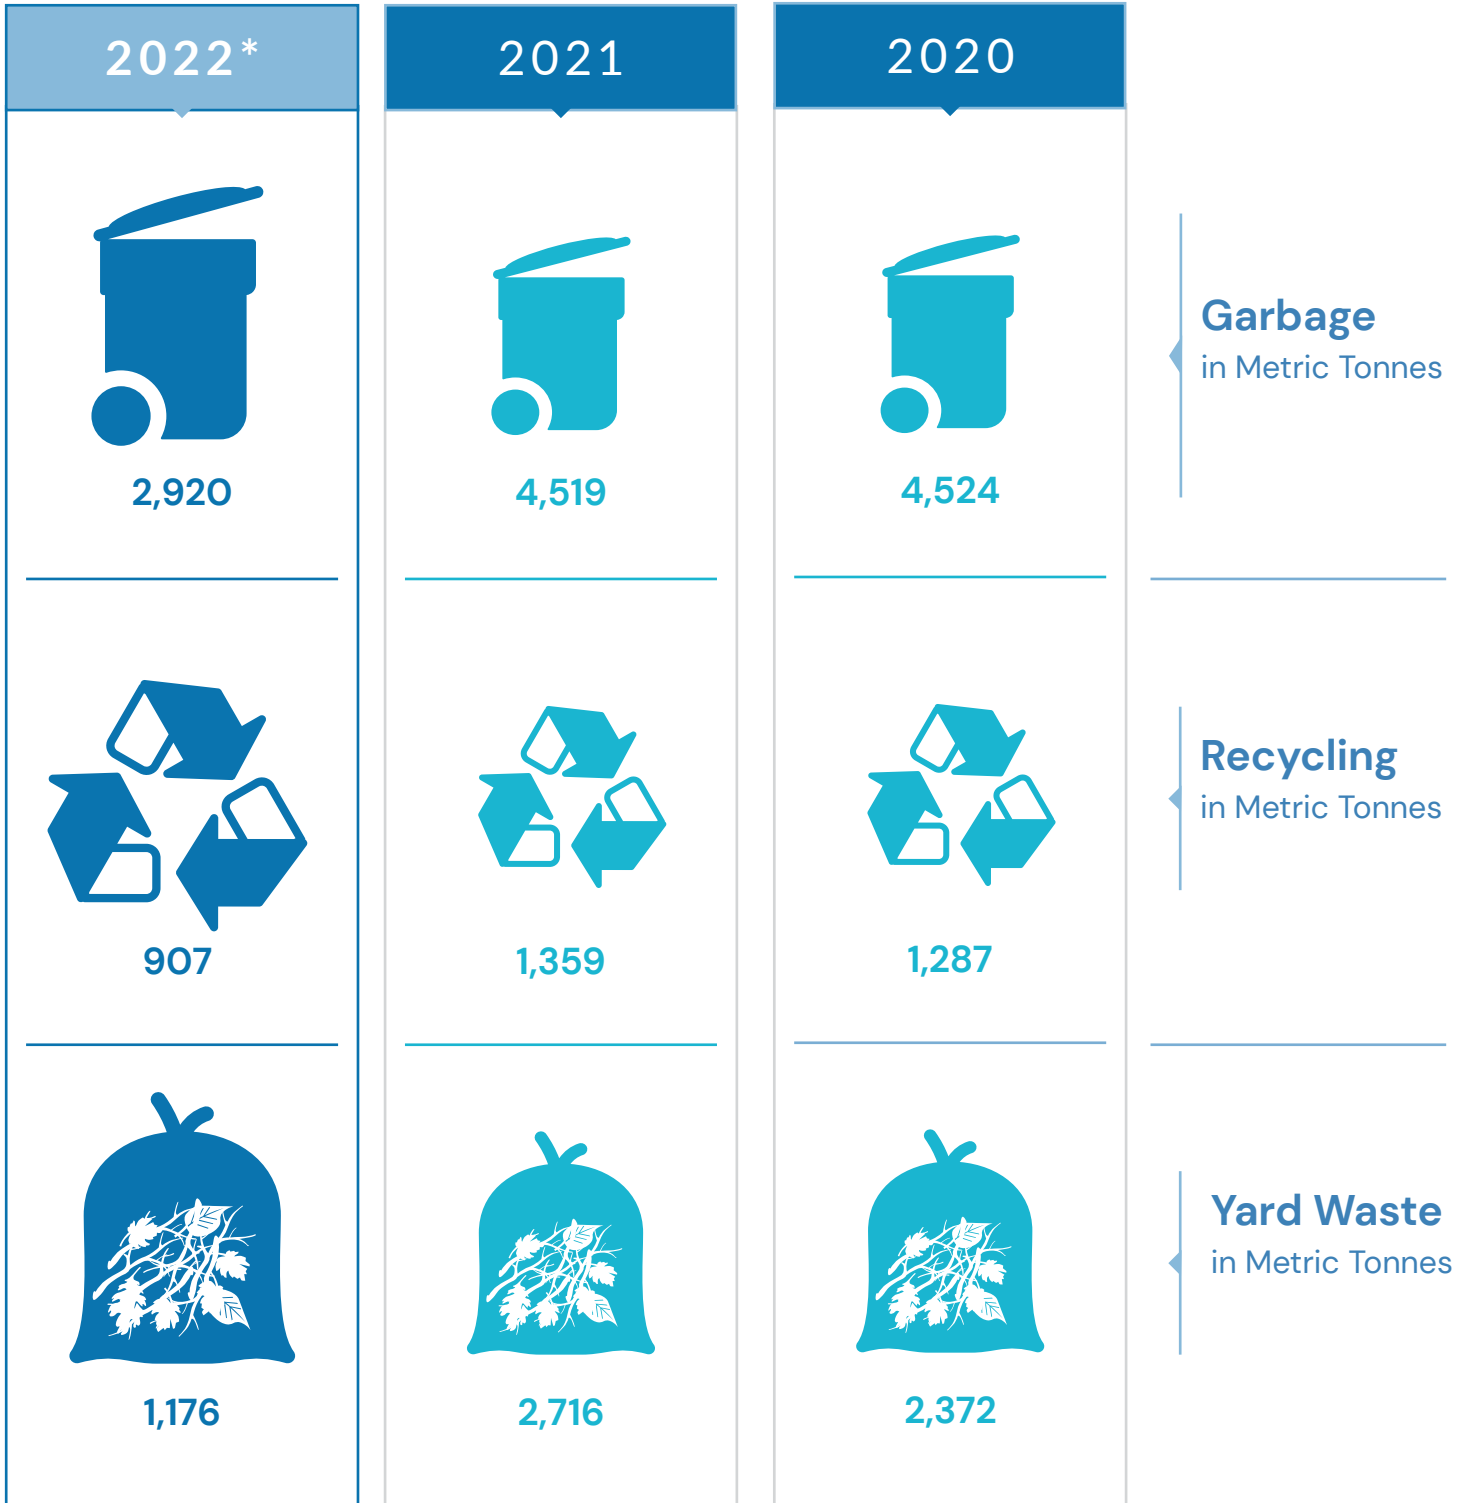 2022*
2021
2020
2,920
4,519
4,524
Garbage
in Metric Tonnes
907
1,359
1,287
Recycling
in Metric Tonnes
1,176
2,716
2,372
Yard Waste
in Metric Tonnes